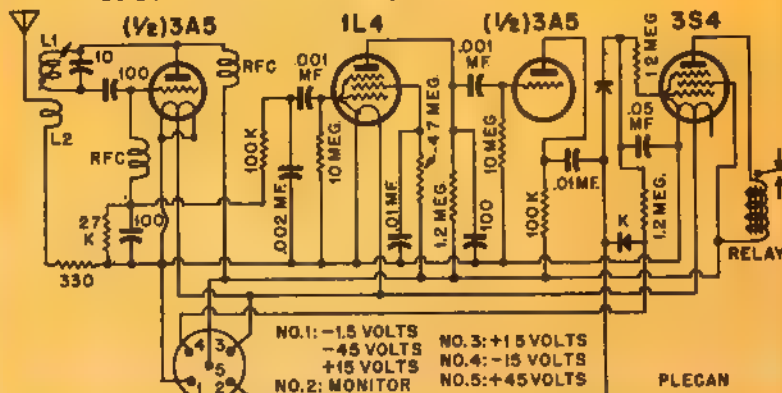 (½)3A5
1L4
(½)3A5
3S4
L1
10
100
RFC
.001
MF
.001
MF
12 MEG.
L2
RFC
100K
.002 MF.
10 MEG.
.01 MF.
.47 MEG.
1.2 MEG.
100
10 MEG
100K
.01MF.
.05
MF
K
1.2 MEG.
27
K
100
330
RELAY
4
3
5
1
2
NO.1: -1.5 VOLTS
-45 VOLTS
+15 VOLTS
NO.2: MONITOR
NO.3: +1.5 VOLTS
NO.4: -15 VOLTS
NO.5: +45 VOLTS
PLECAN